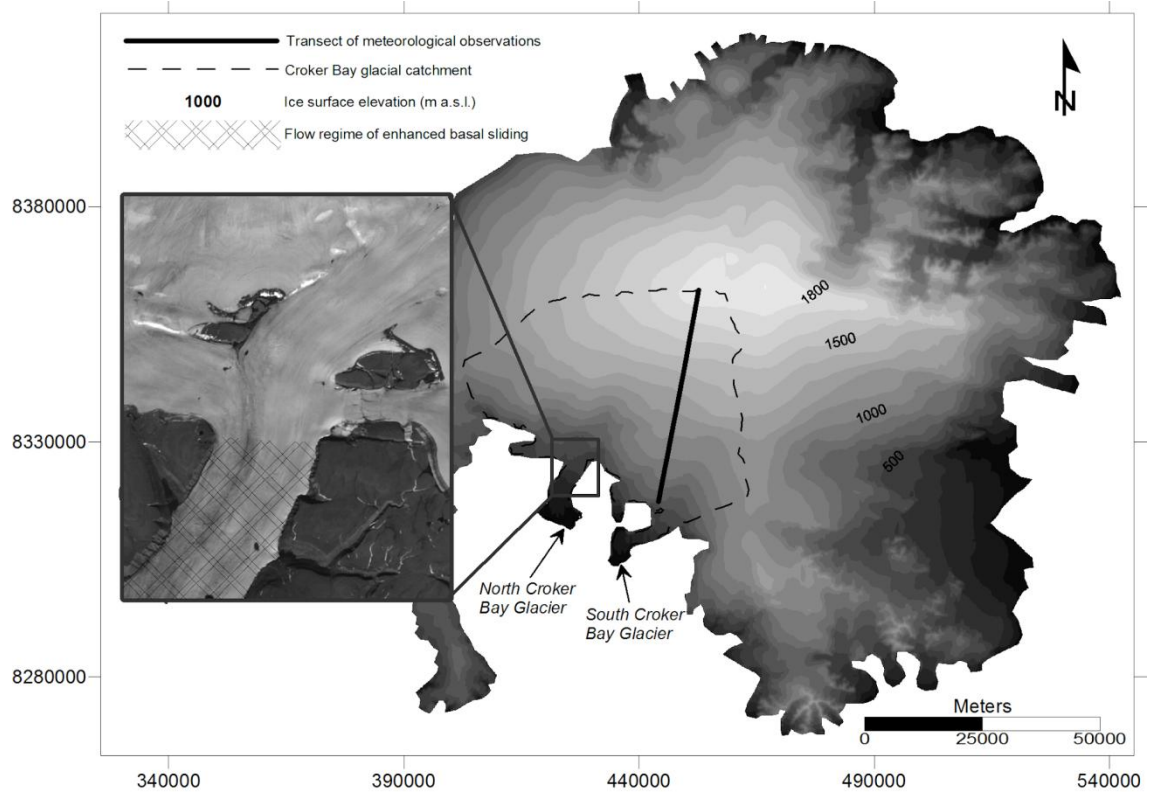 Transect of meteorological observations
Croker Bay glacial catchment
1000 Ice surface elevation (m a.s.l.)
Flow regime of enhanced basal sliding
N
8380000
8330000
8280000
1800
1500
1000
500
North Croker
Bay Glacier
South Croker
Bay Glacier
Meters
0 25000 50000
340000 390000 440000 490000 540000